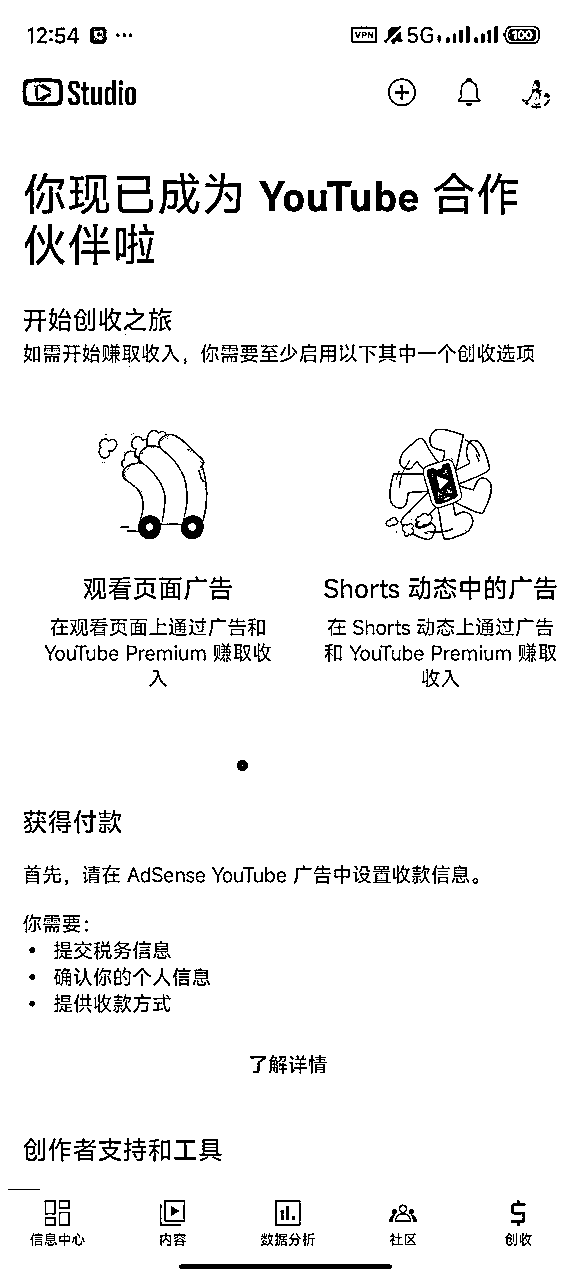 12:54 ··· VPN 5G 100
Studio
你现已成为 YouTube 合作
伙伴啦
开始创收之旅
如需开始赚取收入，你需要至少启用以下其中一个创收选项
观看页面广告
在观看页面上通过广告和
YouTube Premium 赚取收
入
Shorts 动态中的广告
在 Shorts 动态上通过广告
和 YouTube Premium 赚取
收入
获得付款
首先，请在 AdSense YouTube 广告中设置收款信息。
你需要：
• 提交税务信息
• 确认你的个人信息
• 提供收款方式
了解详情
创作者支持和工具
信息中心 内容 数据分析 社区 创收